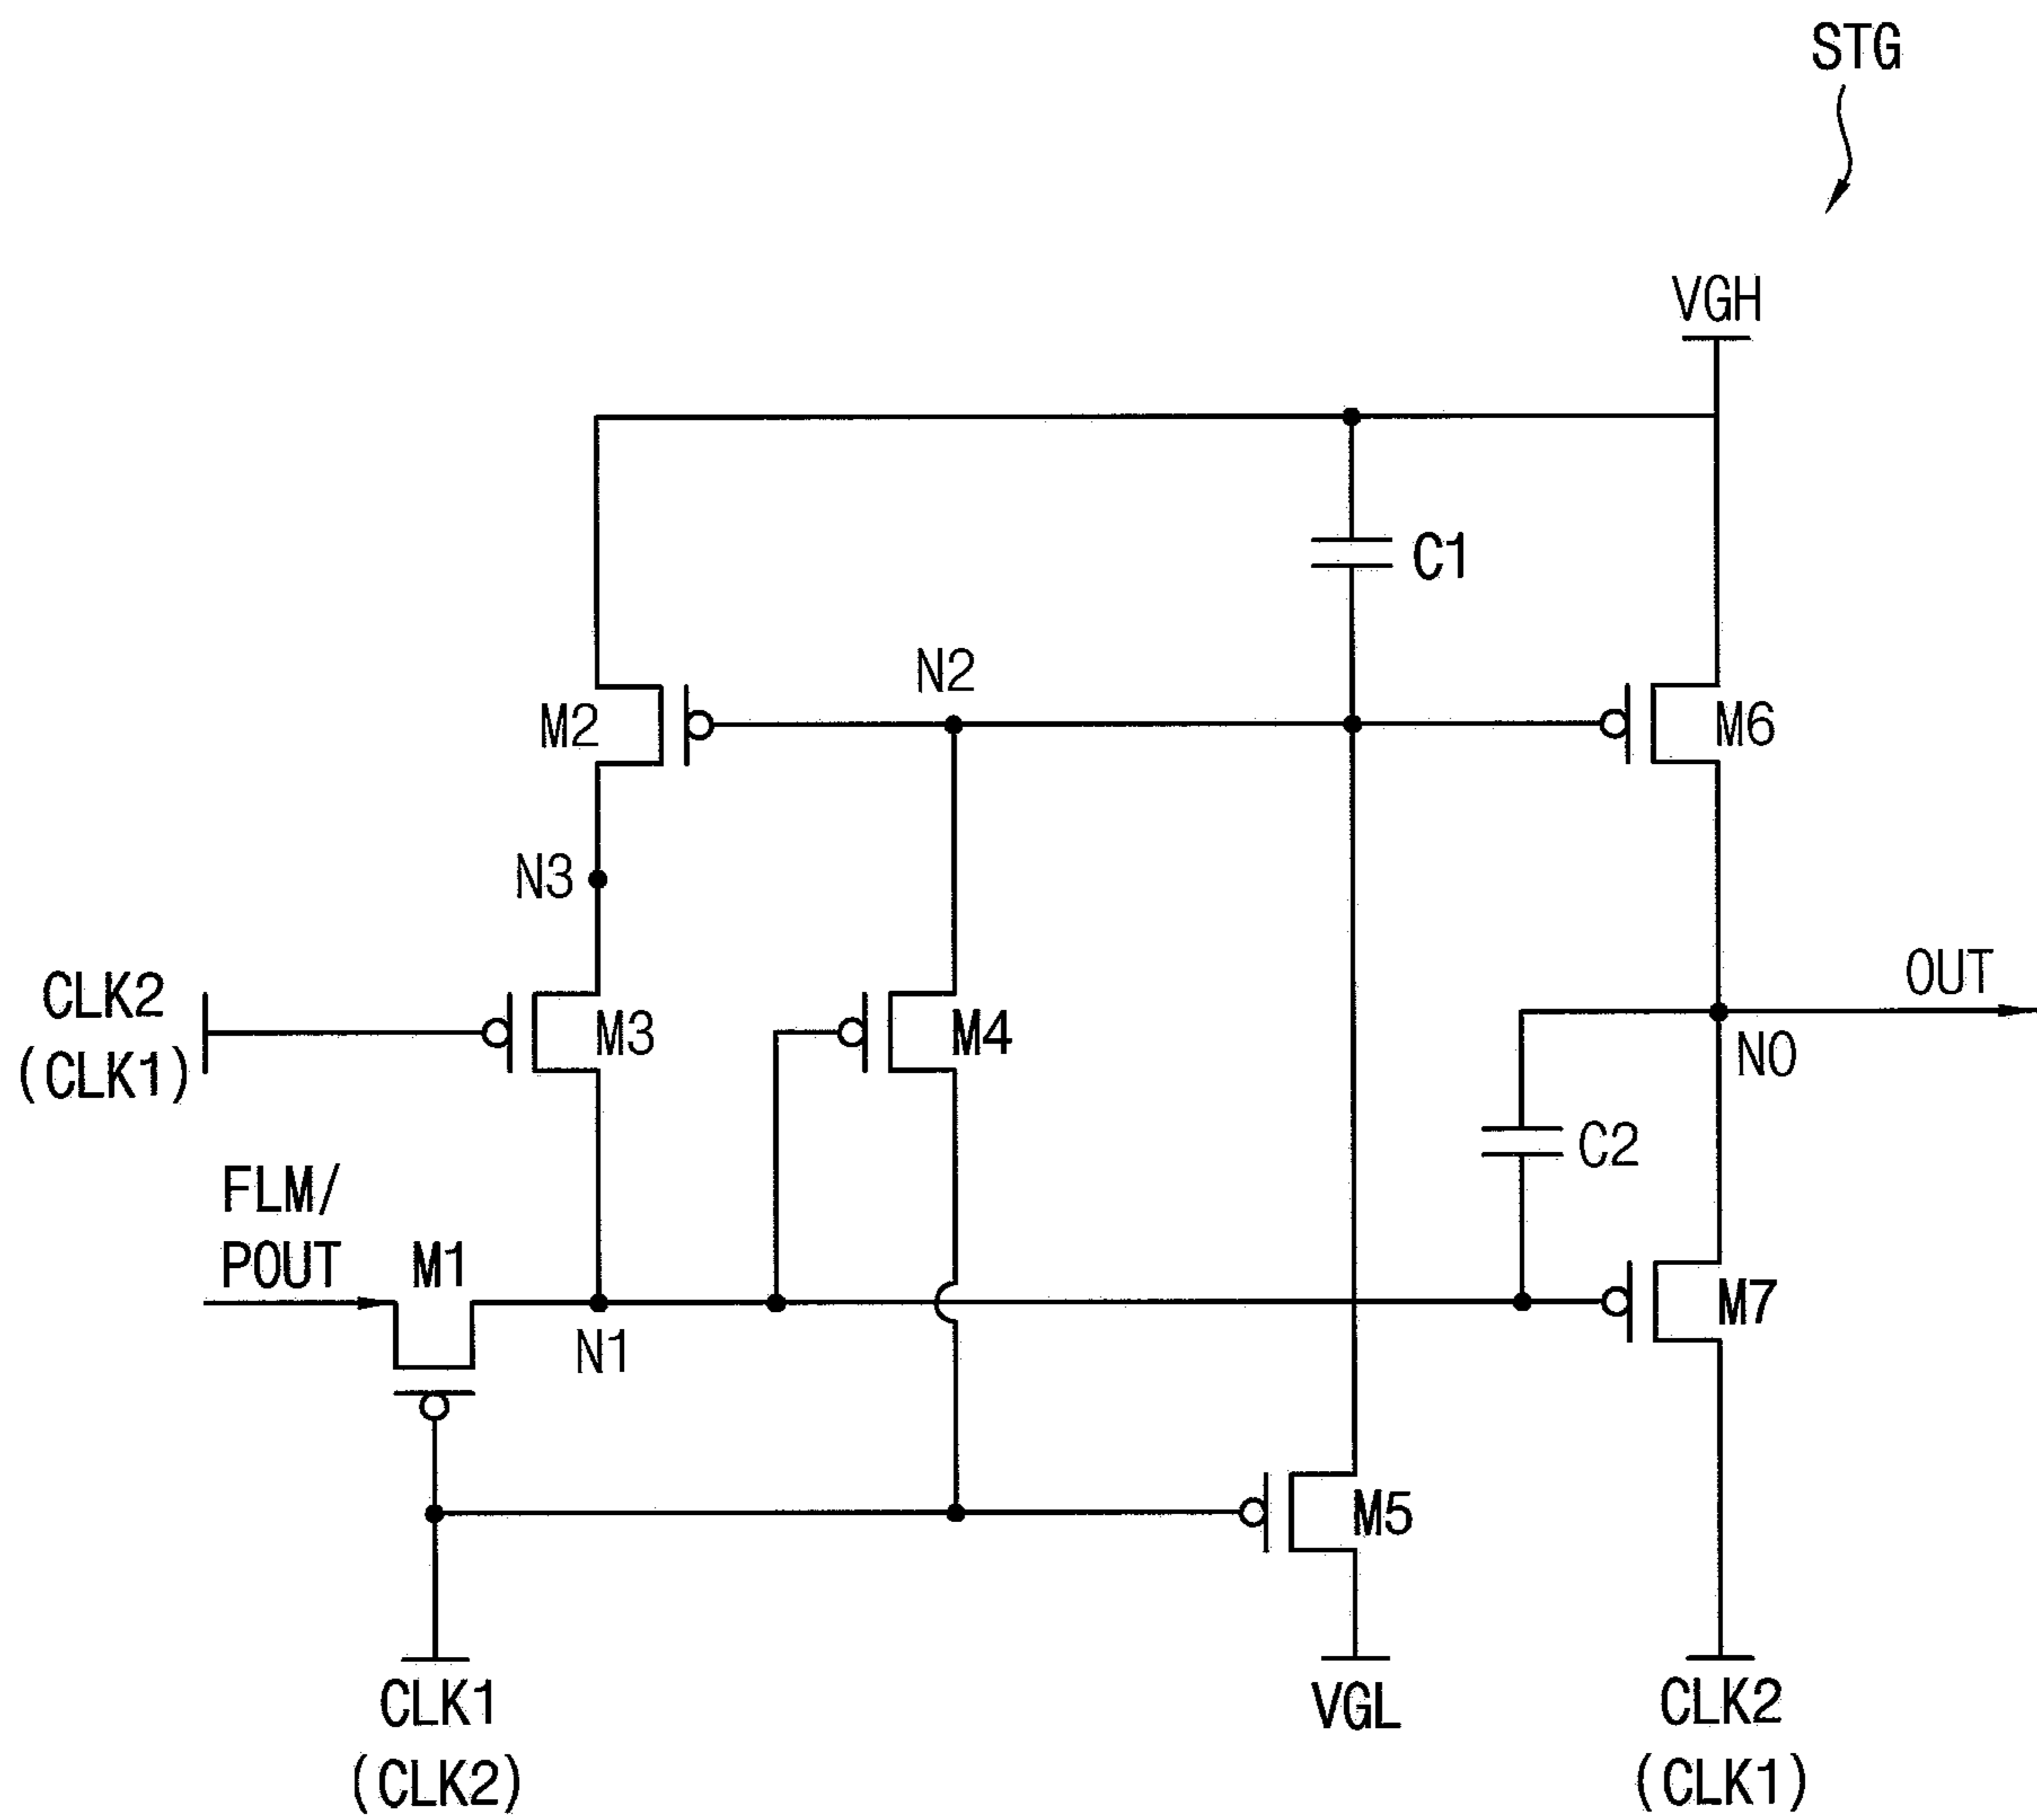 STG
VGH
C1
N2
M2
M6
N3
CLK2
(CLK1)
M3
M4
OUT
NO
C2
FLM/
POUT
M1
N1
M7
M5
CLK1
(CLK2)
VGL
CLK2
(CLK1)